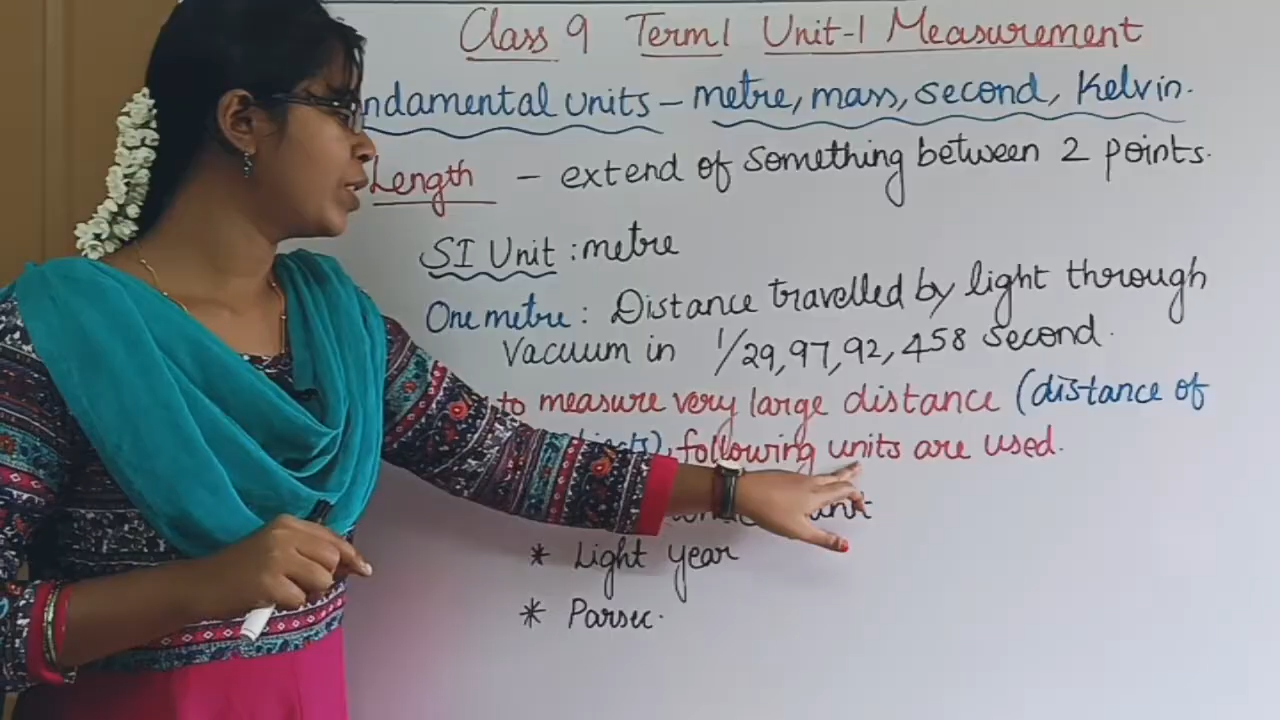 Class 9 Term1 Unit-1 Measurement
ndamental units - metre, mass, second, Kelvin.
Length - extend of something between 2 points.
SI Unit : metre
One metre : Distance travelled by light through
Vacuum in 1/29,97,92,458 second.
to measure very large distance (distance of
following units are used.
* Light year
* Parsec.